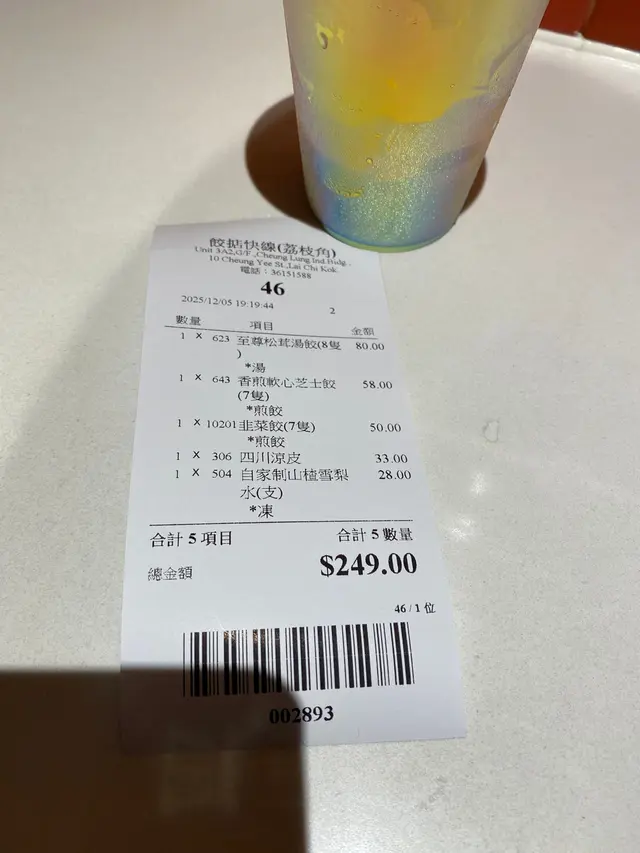 餃掂快線(荔枝角)
Unit 3A2,G/F.,Cheung Lung Ind.Bldg.,
10 Cheung Yee St.,Lai Chi Kok.
電話：36151588
46
2025/12/05 19:19:44 2
數量 項目 金額
1 X 623 至尊松茸湯餃(8隻 80.00
)
*湯
1 X 643 香煎軟心芝士餃 58.00
(7隻)
*煎餃
1 X 10201 韭菜餃(7隻) 50.00
*煎餃
1 X 306 四川涼皮 33.00
1 X 504 自家制山楂雪梨 28.00
水(支)
*凍
合計 5 項目 合計 5 數量
總金額 $249.00
46 / 1 位
002893